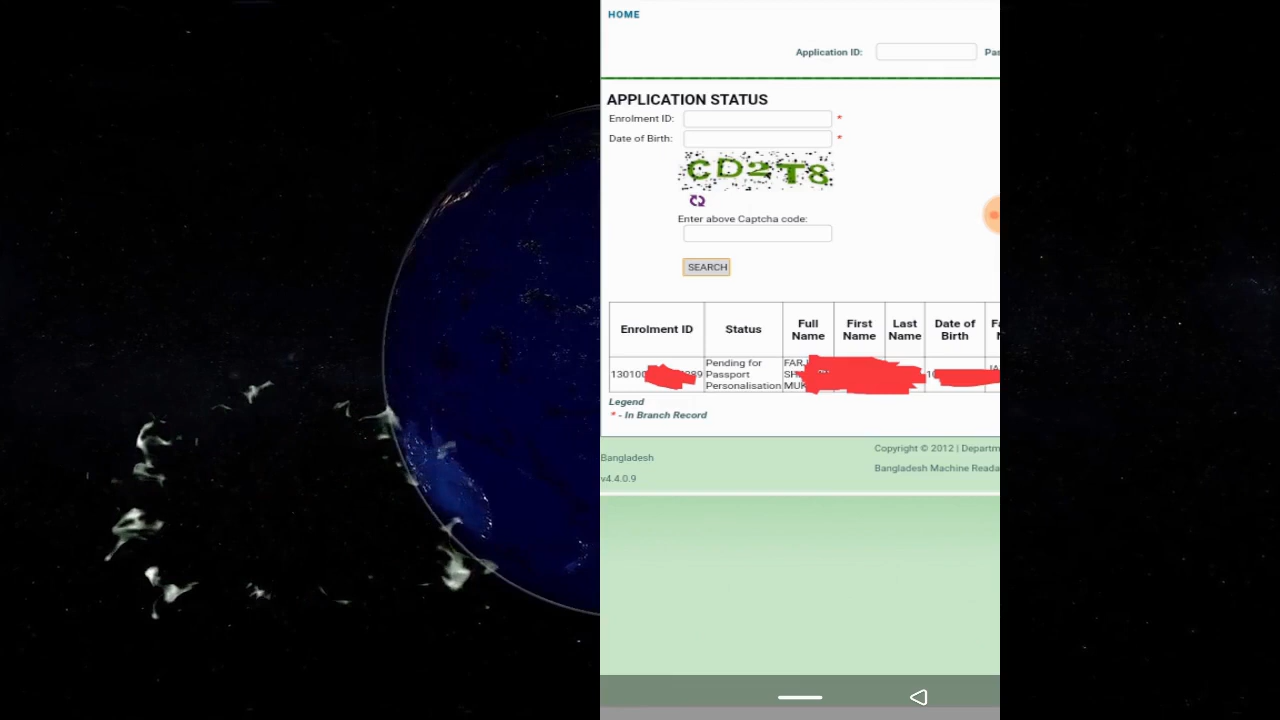 HOME
Application ID:
APPLICATION STATUS
Enrolment ID: *
Date of Birth: *
CD2T8
Enter above Captcha code:
SEARCH
Enrolment ID Status Full Name First Name Last Name Date of Birth
Pending for Passport Personalisation
Legend
* - In Branch Record
Bangladesh
Copyright © 2012 |
v4.4.0.9
Bangladesh Machine